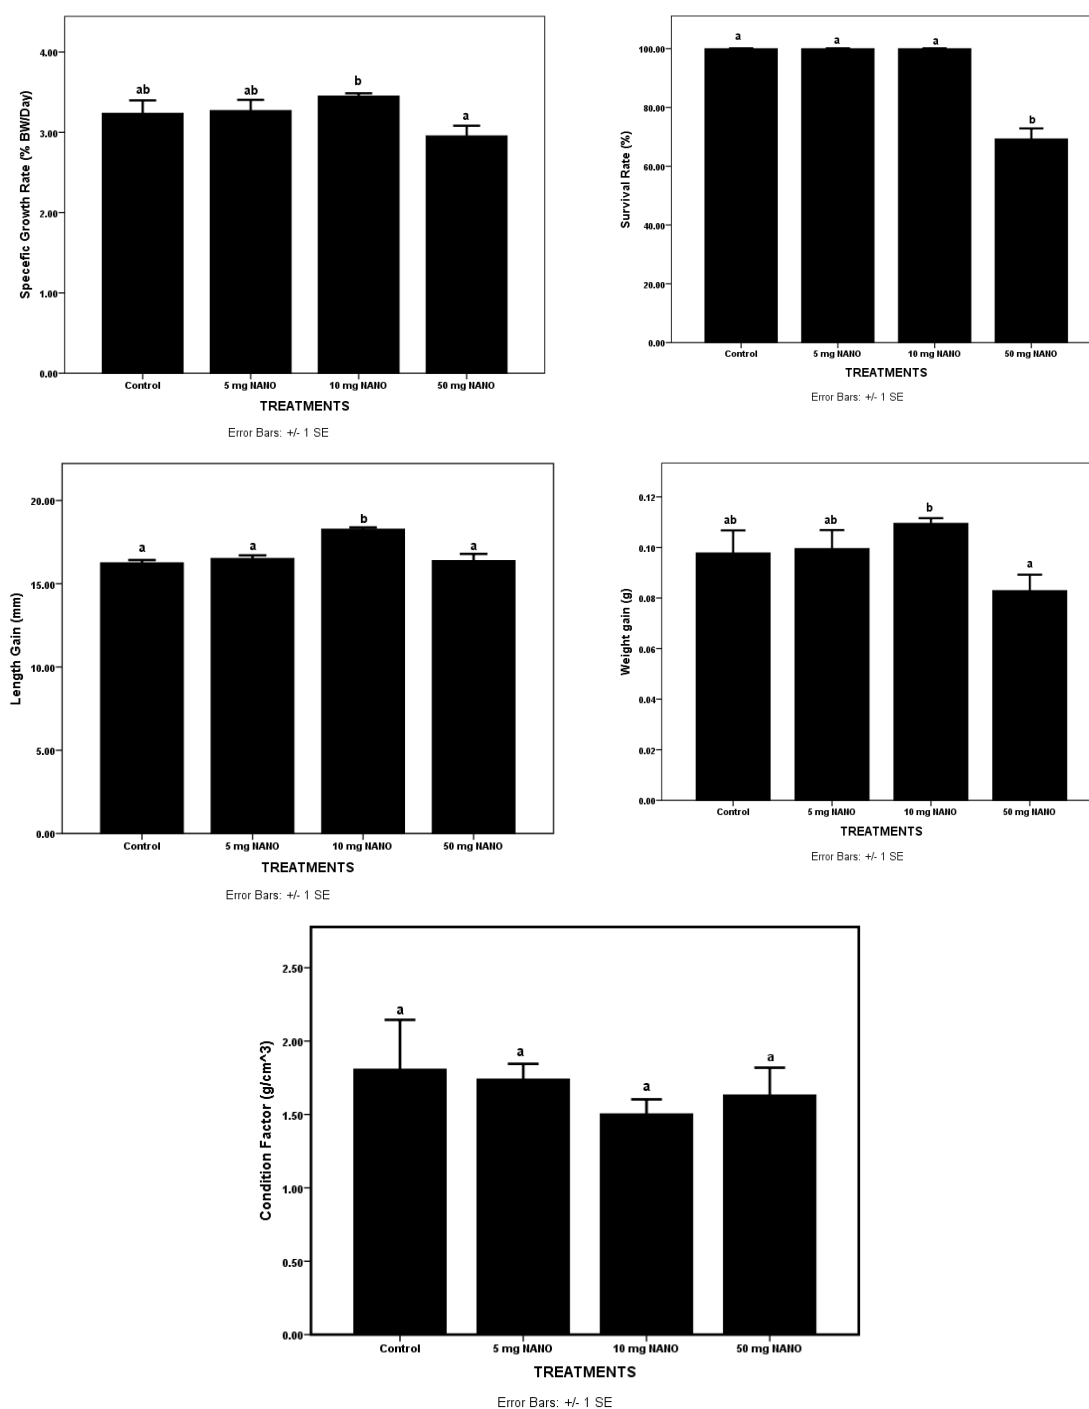 4.00
3.00
2.00
1.00
0.00
Specefic Growth Rate (% BW/Day)
ab
ab
b
a
Control
5 mg NANO
10 mg NANO
50 mg NANO
TREATMENTS
Error Bars: +/- 1 SE
100.00
80.00
60.00
40.00
20.00
0.00
Survival Rate (%)
a
a
a
b
Control
5 mg NANO
10 mg NANO
50 mg NANO
TREATMENTS
Error Bars: +/- 1 SE
20.00
15.00
10.00
5.00
0.00
Length Gain (mm)
a
a
b
a
Control
5 mg NANO
10 mg NANO
50 mg NANO
TREATMENTS
Error Bars: +/- 1 SE
0.12
0.10
0.08
0.06
0.04
0.02
0.00
Weight gain (g)
ab
ab
b
a
Control
5 mg NANO
10 mg NANO
50 mg NANO
TREATMENTS
Error Bars: +/- 1 SE
2.50
2.00
1.50
1.00
0.50
0.00
Condition Factor (g/cm^3)
a
a
a
a
Control
5 mg NANO
10 mg NANO
50 mg NANO
TREATMENTS
Error Bars: +/- 1 SE